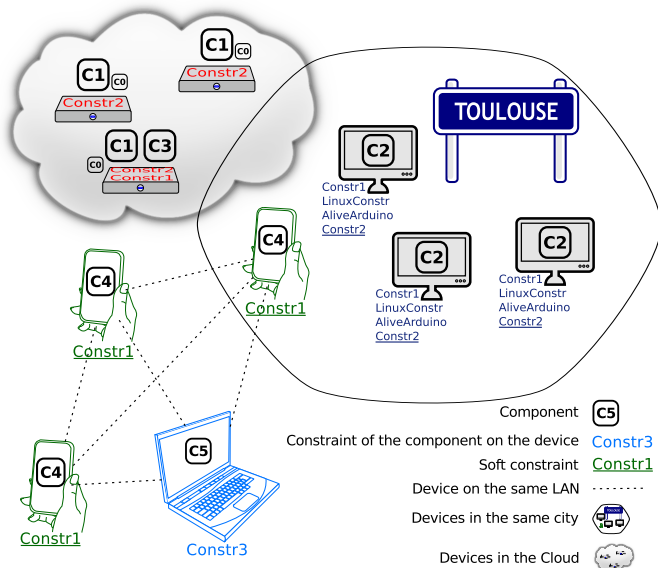 C1
C0
Constr2
C1
C0
Constr2
C1
C3
C0
Constr2
Constr1
TOULOUSE
C2
Constr1
LinuxConstr
AliveArduino
Constr2
C2
Constr1
LinuxConstr
AliveArduino
Constr2
C2
Constr1
LinuxConstr
AliveArduino
Constr2
C4
Constr1
C4
Constr1
C4
Constr1
C5
Constr3
Component C5
Constraint of the component on the device Constr3
Soft constraint Constr1
Device on the same LAN
Devices in the same city
TOULOUSE
Devices in the Cloud